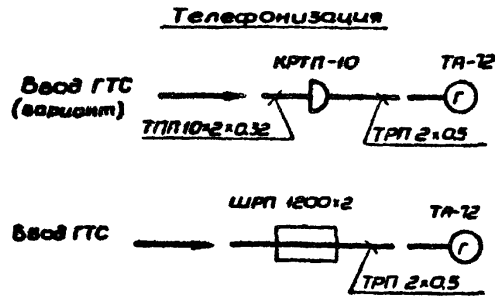 Телефонизация
КРТП-10
ТА-72
Ввод ГТС
(вариант)
г
ТПП 10×2×0.32
ТРП 2×0.5
ШРП 1200×2
ТА-72
Ввод ГТС
г
ТРП 2×0.5